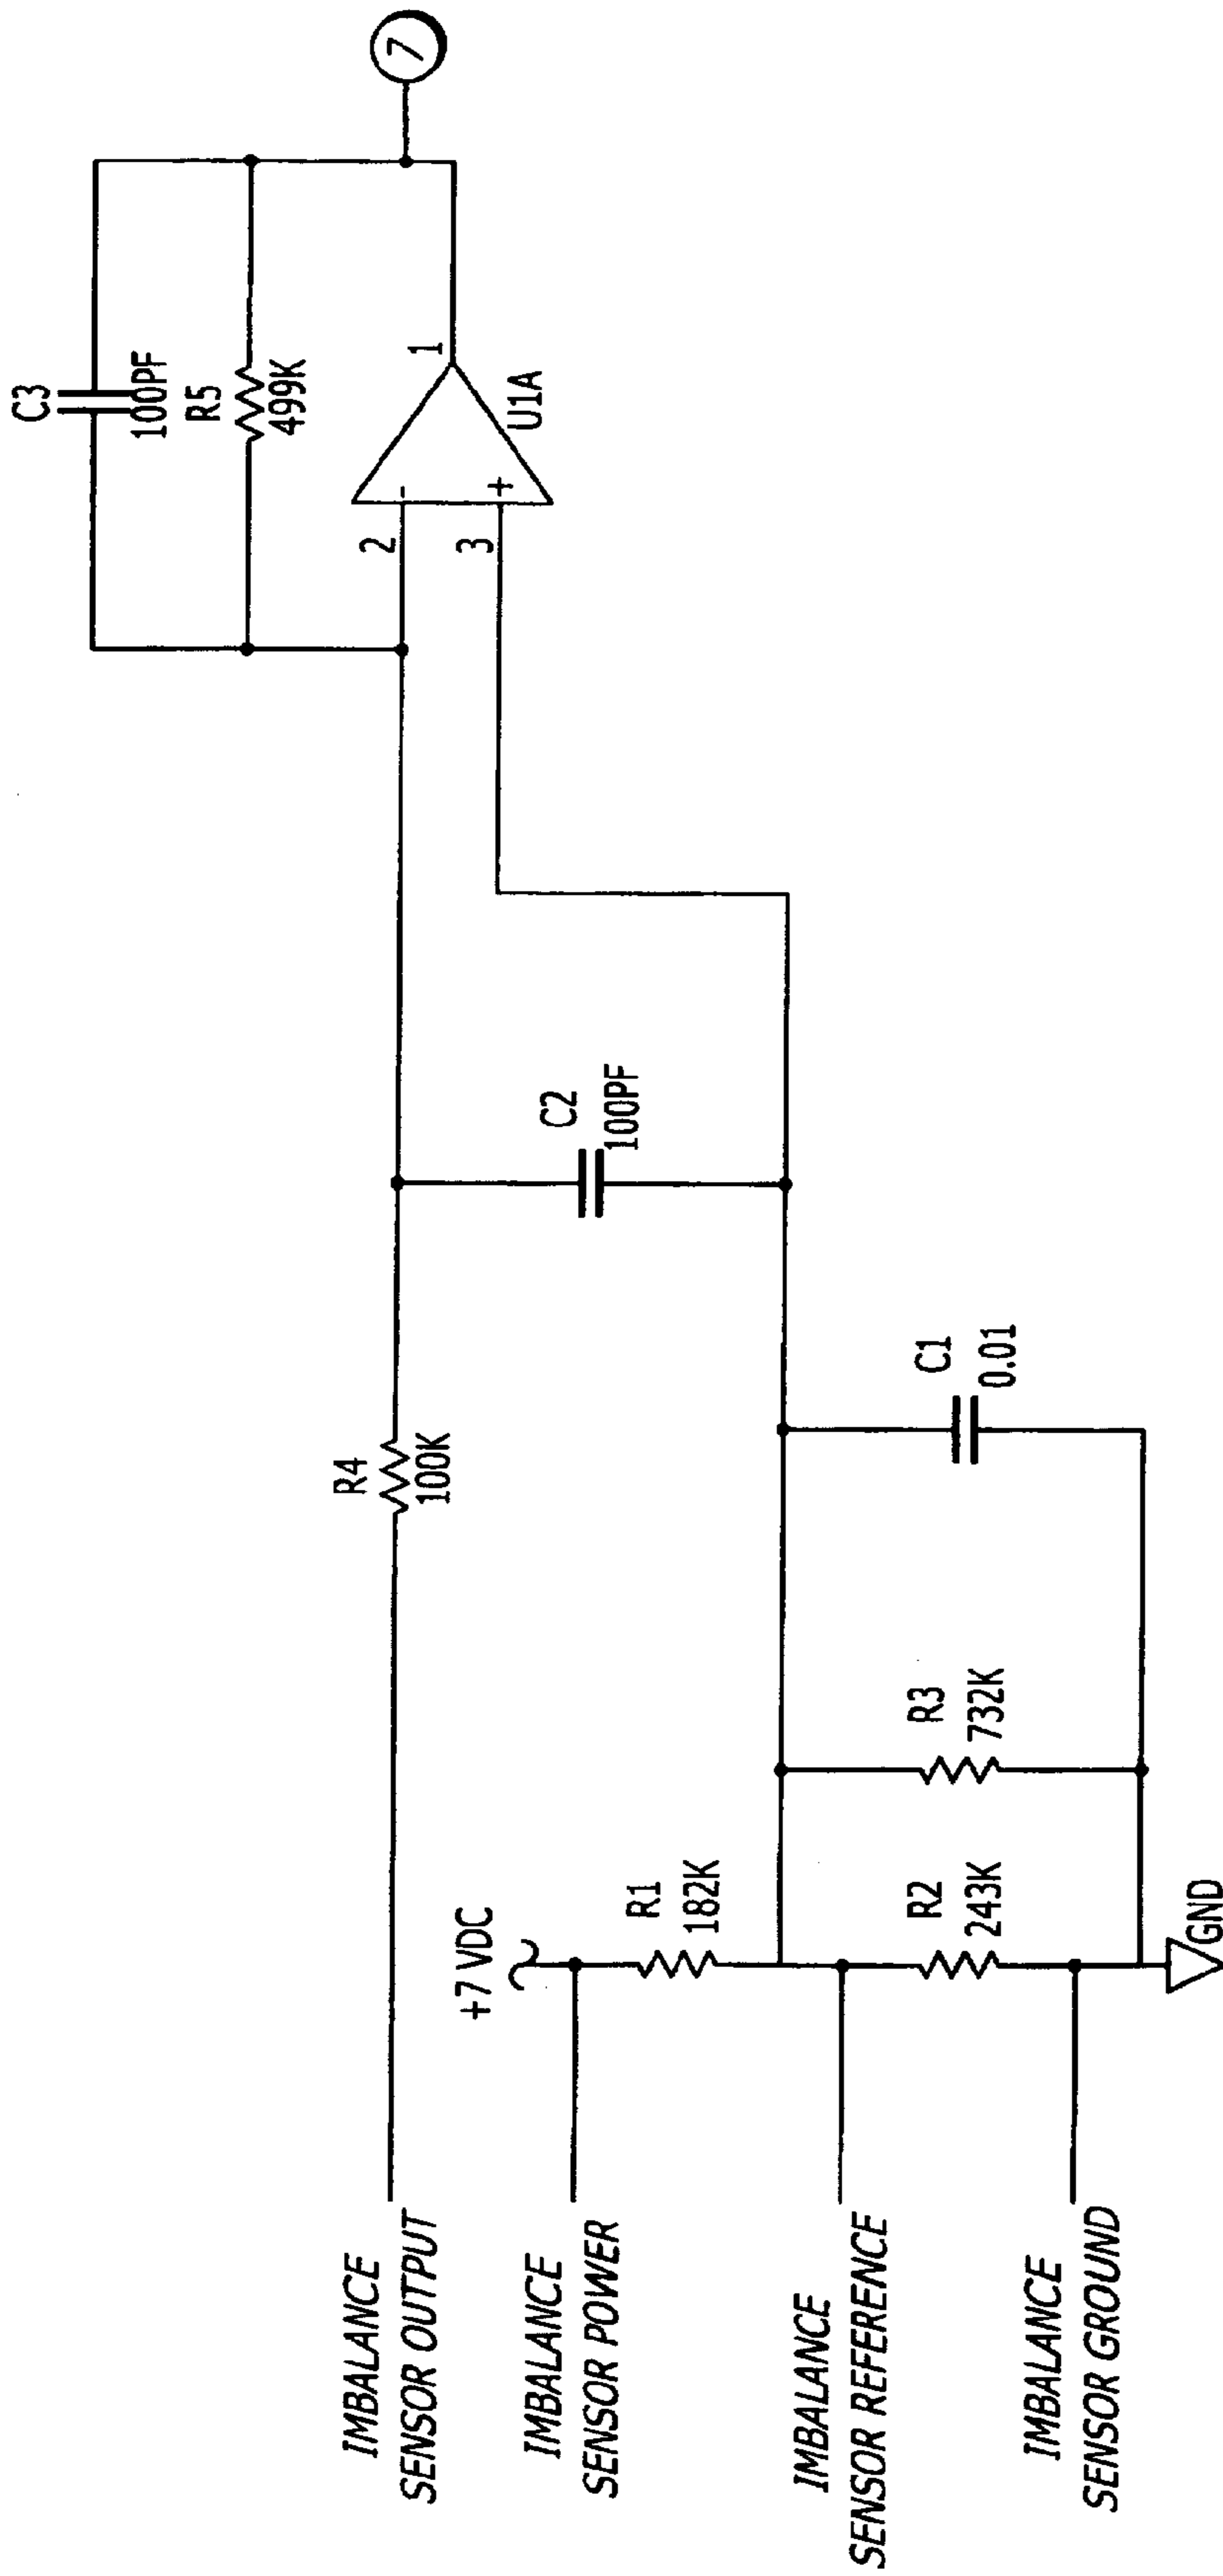 C3
100PF
R5
499K
7
2
-
1
3
+
U1A
C2
100PF
R4
100K
C1
0.01
+7 VDC
R1
182K
R3
732K
R2
243K
GND
IMBALANCE
SENSOR OUTPUT
IMBALANCE
SENSOR POWER
IMBALANCE
SENSOR REFERENCE
IMBALANCE
SENSOR GROUND